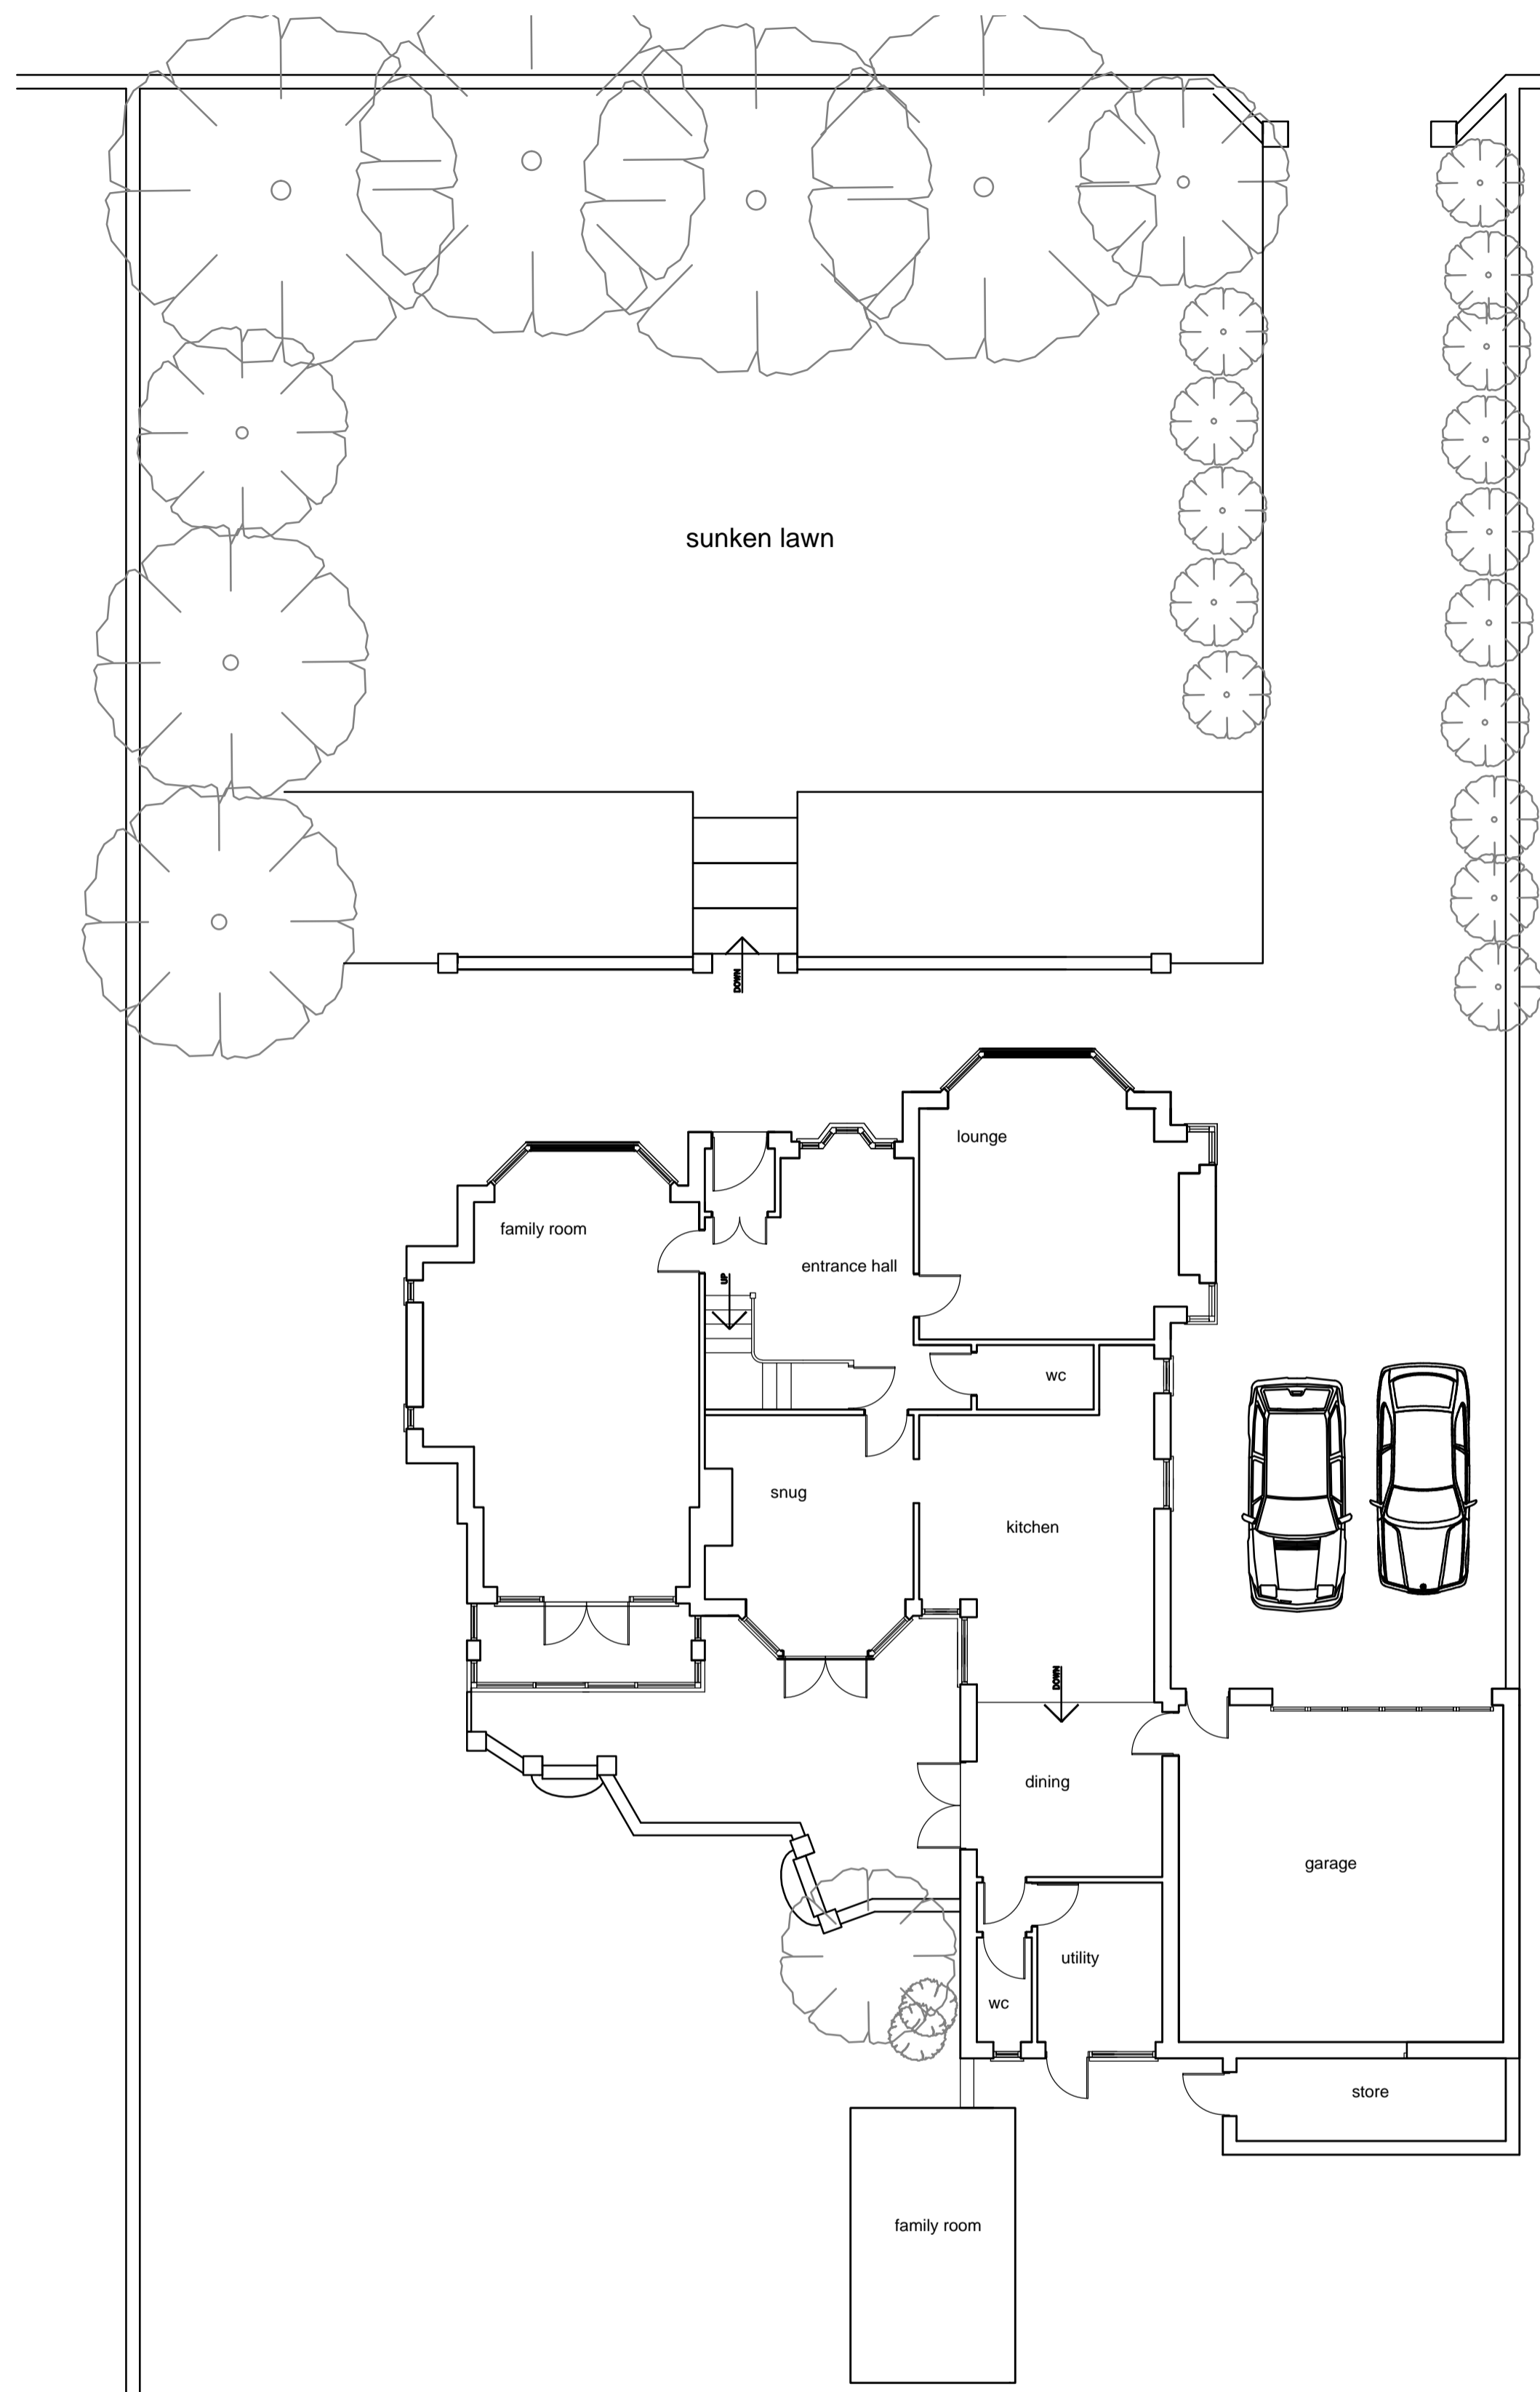 sunken lawn
DOWN
lounge
family room
entrance hall
UP
wc
snug
kitchen
DOWN
dining
garage
utility
wc
store
family room